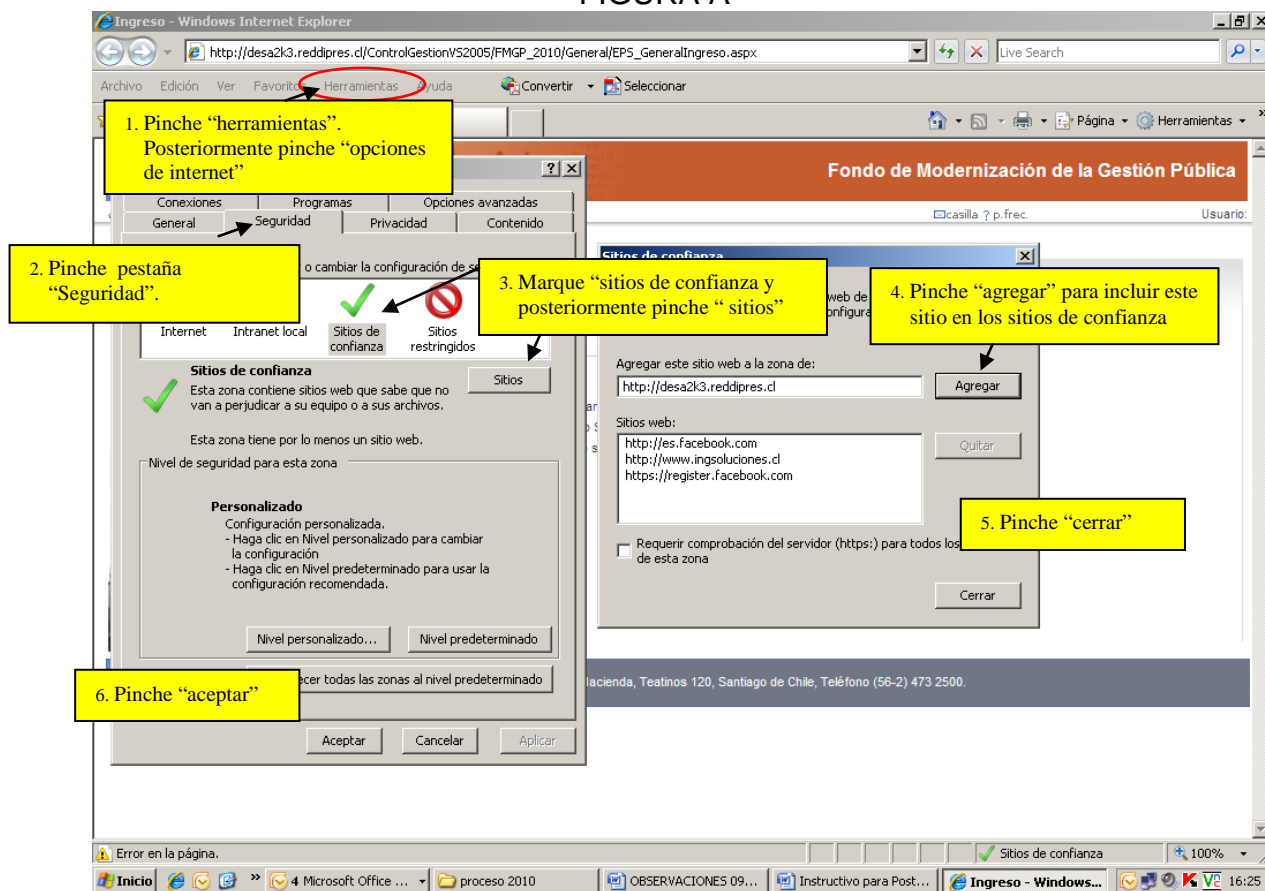 FIGURA A
Ingreso - Windows Internet Explorer
http://desa2k3.reddipres.cl/ControlGestionVS2005/FMGP_2010/General/EPS_GeneralIngreso.aspx
Live Search
Archivo Edición Ver Favoritos Herramientas Ayuda Convertir Seleccionar
Página Herramientas
1. Pinche “herramientas”.
Posteriormente pinche “opciones
de internet”
Fondo de Modernización de la Gestión Pública
casilla ? p.frec. Usuario:
Conexiones Programas Opciones avanzadas
General Seguridad Privacidad Contenido
2. Pinche pestaña
“Seguridad”.
o cambiar la configuración de
3. Marque “sitios de confianza y
posteriormente pinche “ sitios”
Internet Intranet local Sitios de
confianza
Sitios
restringidos
Sitios de confianza
Esta zona contiene sitios web que sabe que no
van a perjudicar a su equipo o a sus archivos.
Sitios
Esta zona tiene por lo menos un sitio web.
Nivel de seguridad para esta zona
Personalizado
Configuración personalizada.
- Haga clic en Nivel personalizado para cambiar
la configuración
- Haga clic en Nivel predeterminado para usar la
configuración recomendada.
Nivel personalizado... Nivel predeterminado
6. Pinche “aceptar”
ecer todas las zonas al nivel predeterminado
Aceptar Cancelar Aplicar
Sitios de confianza
web de
onfigura
4. Pinche “agregar” para incluir este
sitio en los sitios de confianza
Agregar este sitio web a la zona de:
http://desa2k3.reddipres.cl Agregar
Sitios web:
http://es.facebook.com
http://www.ingsoluciones.cl
https://register.facebook.com
Quitar
5. Pinche “cerrar”
Requerir comprobación del servidor (https:) para todos los
de esta zona
Cerrar
lacienda, Teatinos 120, Santiago de Chile, Teléfono (56-2) 473 2500.
Error en la página. Sitios de confianza 100%
Inicio 4 Microsoft Office ... proceso 2010 OBSERVACIONES 09... Instructivo para Post... Ingreso - Windows... 16:25